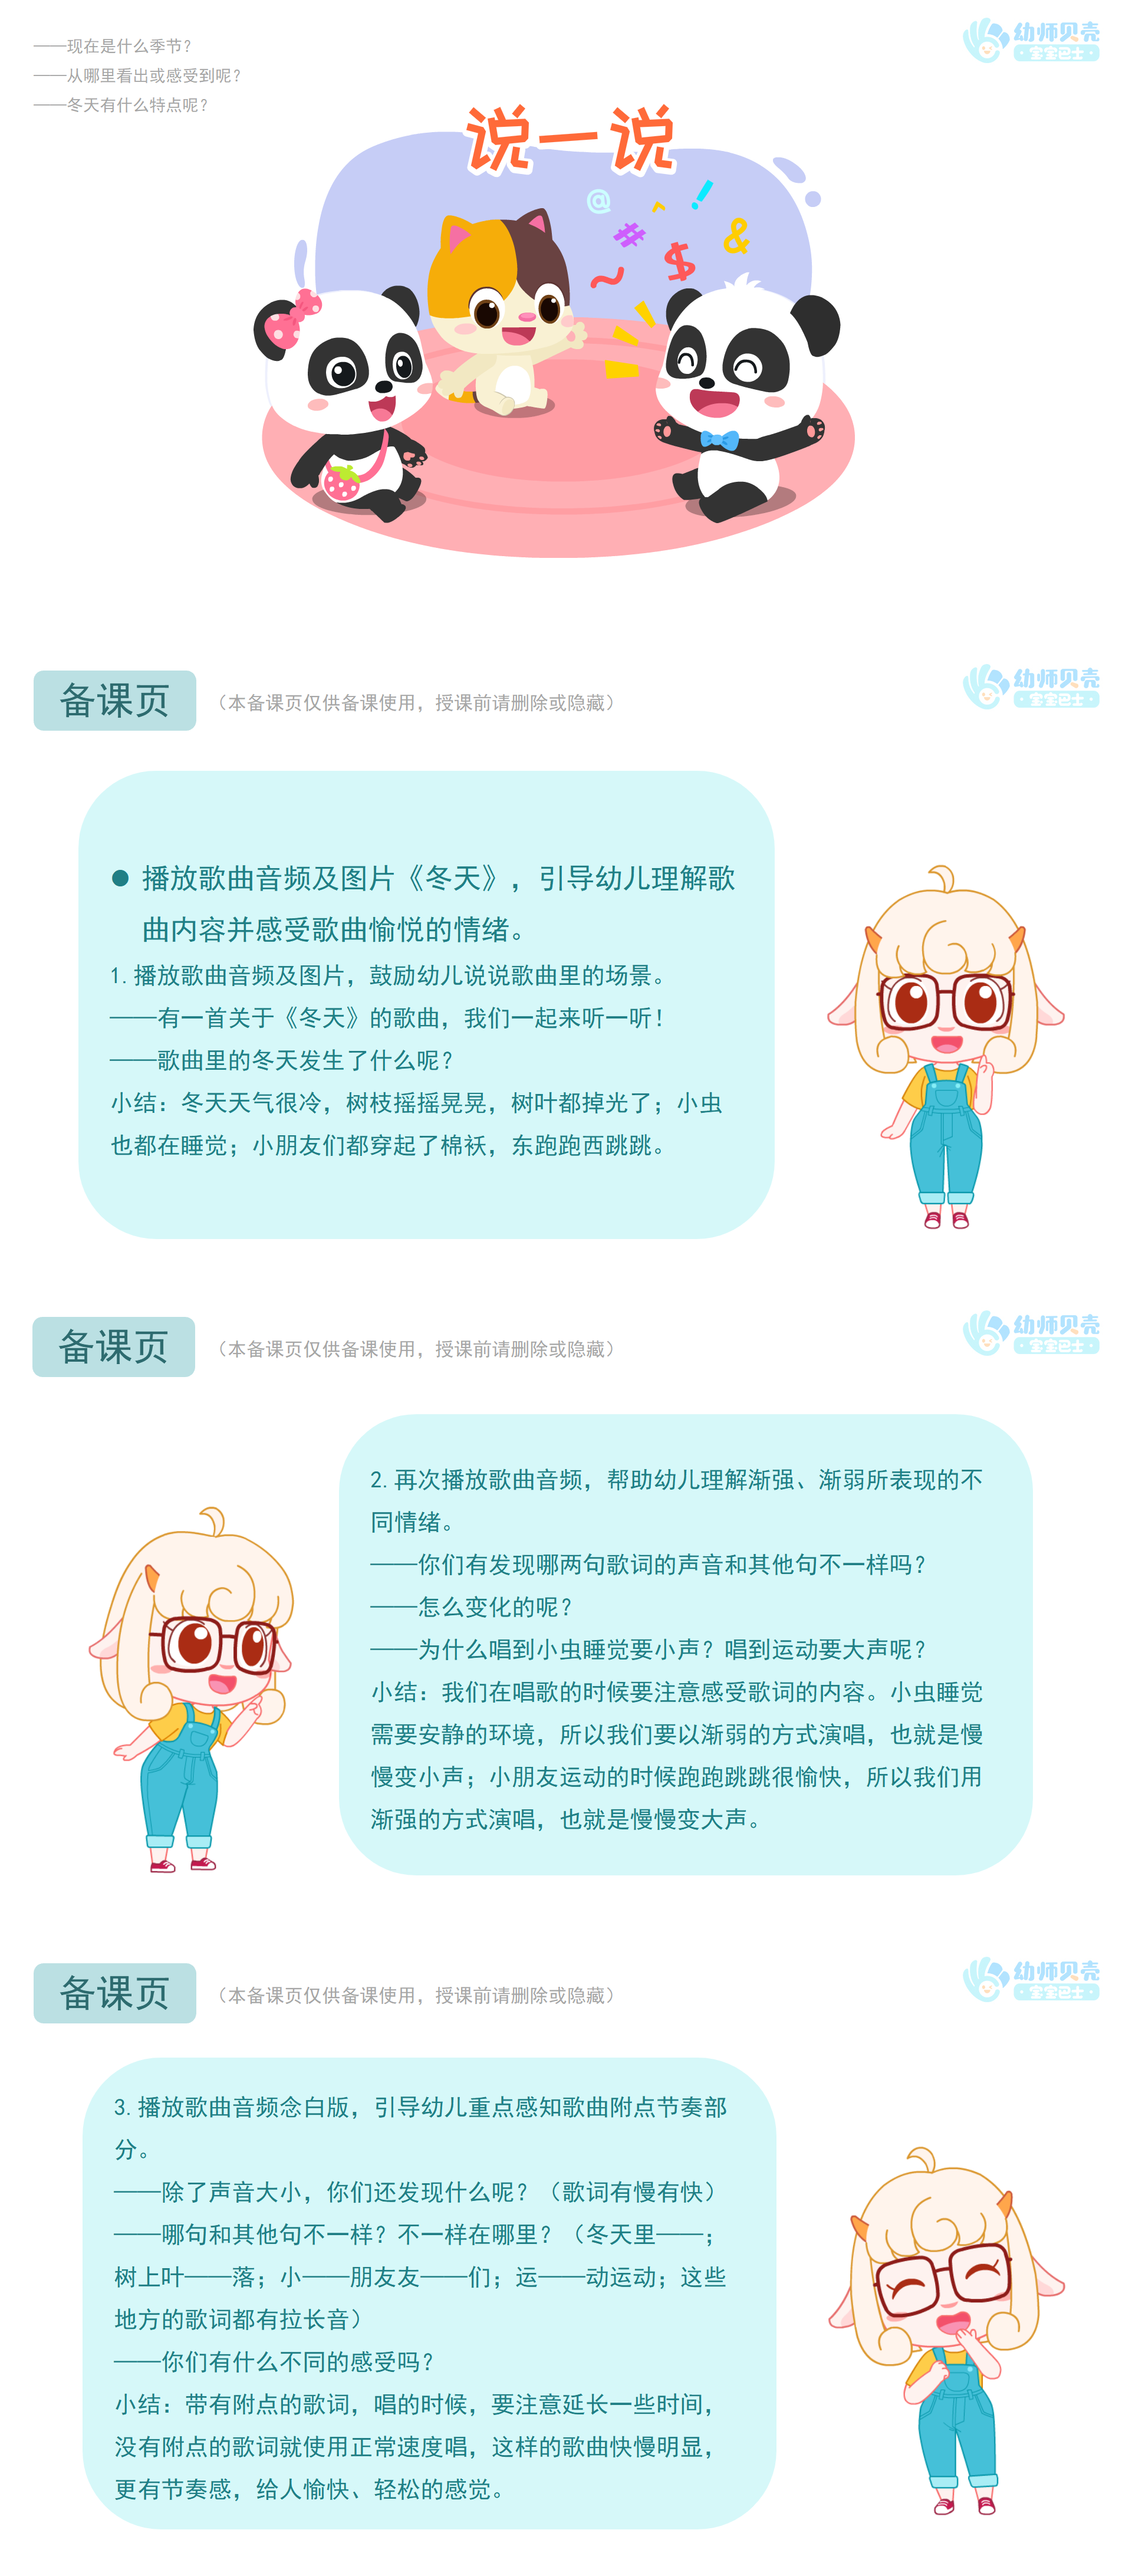 ——现在是什么季节？
——从哪里看出或感受到呢？
——冬天有什么特点呢？
幼师贝壳
·宝宝巴士·
说一说
@ # ^ ! ~ $ &
备课页
（本备课页仅供备课使用，授课前请删除或隐藏）
幼师贝壳
·宝宝巴士·
● 播放歌曲音频及图片《冬天》，引导幼儿理解歌
曲内容并感受歌曲愉悦的情绪。
1.播放歌曲音频及图片，鼓励幼儿说说歌曲里的场景。
——有一首关于《冬天》的歌曲，我们一起来听一听！
——歌曲里的冬天发生了什么呢？
小结：冬天天气很冷，树枝摇摇晃晃，树叶都掉光了；小虫
也都在睡觉；小朋友们都穿起了棉袄，东跑跑西跳跳。
备课页
（本备课页仅供备课使用，授课前请删除或隐藏）
幼师贝壳
·宝宝巴士·
2.再次播放歌曲音频，帮助幼儿理解渐强、渐弱所表现的不
同情绪。
——你们有发现哪两句歌词的声音和其他句不一样吗？
——怎么变化的呢？
——为什么唱到小虫睡觉要小声？唱到运动要大声呢？
小结：我们在唱歌的时候要注意感受歌词的内容。小虫睡觉
需要安静的环境，所以我们要以渐弱的方式演唱，也就是慢
慢变小声；小朋友运动的时候跑跑跳跳很愉快，所以我们用
渐强的方式演唱，也就是慢慢变大声。
备课页
（本备课页仅供备课使用，授课前请删除或隐藏）
幼师贝壳
·宝宝巴士·
3.播放歌曲音频念白版，引导幼儿重点感知歌曲附点节奏部
分。
——除了声音大小，你们还发现什么呢？（歌词有慢有快）
——哪句和其他句不一样？不一样在哪里？（冬天里——；
树上叶——落；小——朋友友——们；运——动运动；这些
地方的歌词都有拉长音）
——你们有什么不同的感受吗？
小结：带有附点的歌词，唱的时候，要注意延长一些时间，
没有附点的歌词就使用正常速度唱，这样的歌曲快慢明显，
更有节奏感，给人愉快、轻松的感觉。